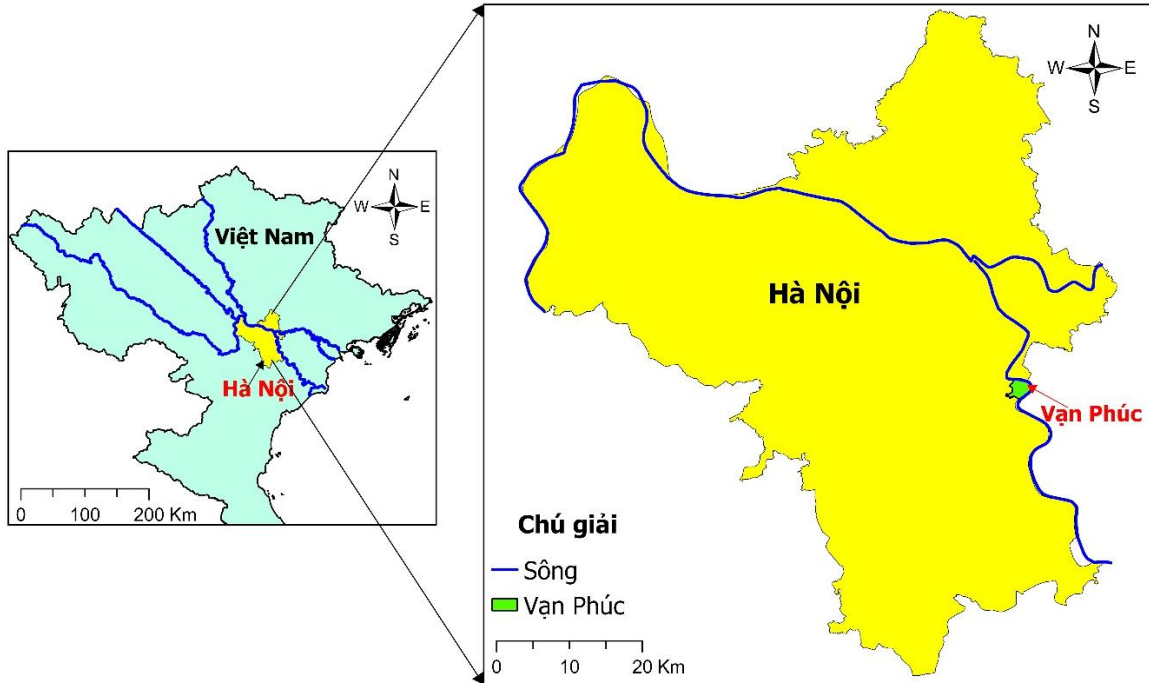 N
W E
S
Việt Nam
Hà Nội
0 100 200 Km
N
W E
S
Hà Nội
Vạn Phúc
Chú giải
Sông
Vạn Phúc
0 10 20 Km